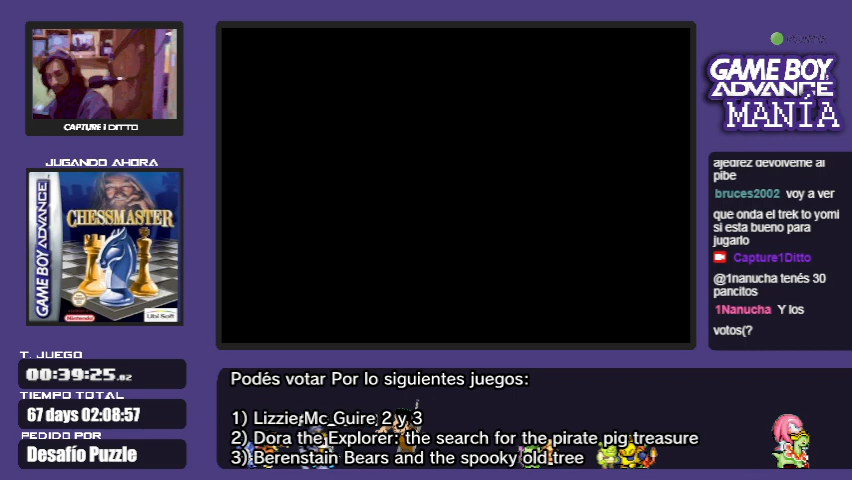 CAPTURE 1 DITTO
JUGANDO AHORA
GAME BOY ADVANCE
CHESSMASTER
Nintendo
Ubi Soft
T. JUEGO
00:39:25.02
TIEMPO TOTAL
67 days 02:08:57
PEDIDO POR
Desafío Puzzle
Podés votar Por lo siguientes juegos:
1) Lizzie Mc Guire 2 y 3
2) Dora the Explorer: the search for the pirate pig treasure
3) Berenstain Bears and the spooky old tree
GAME BOY
ADVANCE
MANÍA
ajedrez devolveme al
pibe
bruces2002 voy a ver
que onda el trek to yomi
si esta bueno para
jugarlo
Capture1Ditto
@1nanucha tenés 30
pancitos
1Nanucha Y los
votos(?